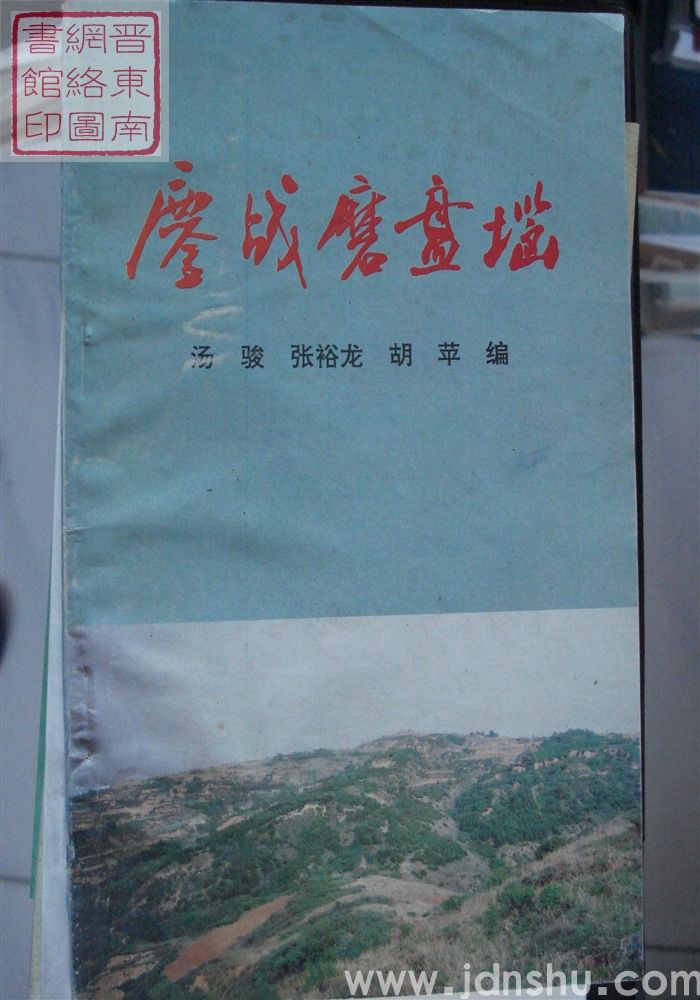 晋東南
網絡圖
書館印
鏖战磨盘垴
汤 骏 张裕龙 胡 苹 编
www.jdnshu.com